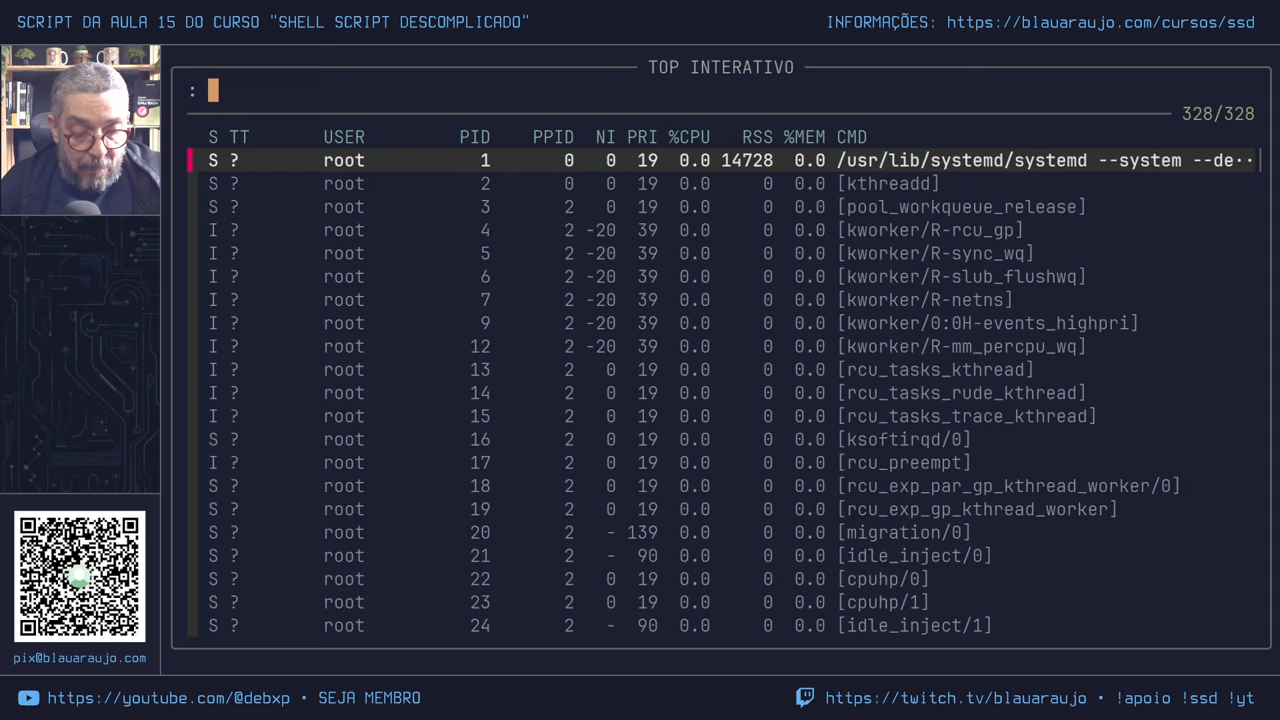 SCRIPT DA AULA 15 DO CURSO "SHELL SCRIPT DESCOMPLICADO"
INFORMAÇÕES: https://blauaraujo.com/cursos/ssd
TOP INTERATIVO
:
328/328
S TT USER PID PPID NI PRI %CPU RSS %MEM CMD
S ? root 1 0 0 19 0.0 14728 0.0 /usr/lib/systemd/systemd --system --de··
S ? root 2 0 0 19 0.0 0 0.0 [kthreadd]
S ? root 3 2 0 19 0.0 0 0.0 [pool_workqueue_release]
I ? root 4 2 -20 39 0.0 0 0.0 [kworker/R-rcu_gp]
I ? root 5 2 -20 39 0.0 0 0.0 [kworker/R-sync_wq]
I ? root 6 2 -20 39 0.0 0 0.0 [kworker/R-slub_flushwq]
I ? root 7 2 -20 39 0.0 0 0.0 [kworker/R-netns]
I ? root 9 2 -20 39 0.0 0 0.0 [kworker/0:0H-events_highpri]
I ? root 12 2 -20 39 0.0 0 0.0 [kworker/R-mm_percpu_wq]
I ? root 13 2 0 19 0.0 0 0.0 [rcu_tasks_kthread]
I ? root 14 2 0 19 0.0 0 0.0 [rcu_tasks_rude_kthread]
I ? root 15 2 0 19 0.0 0 0.0 [rcu_tasks_trace_kthread]
S ? root 16 2 0 19 0.0 0 0.0 [ksoftirqd/0]
I ? root 17 2 0 19 0.0 0 0.0 [rcu_preempt]
S ? root 18 2 0 19 0.0 0 0.0 [rcu_exp_par_gp_kthread_worker/0]
S ? root 19 2 0 19 0.0 0 0.0 [rcu_exp_gp_kthread_worker]
S ? root 20 2 - 139 0.0 0 0.0 [migration/0]
S ? root 21 2 - 90 0.0 0 0.0 [idle_inject/0]
S ? root 22 2 0 19 0.0 0 0.0 [cpuhp/0]
S ? root 23 2 0 19 0.0 0 0.0 [cpuhp/1]
S ? root 24 2 - 90 0.0 0 0.0 [idle_inject/1]
pix@blauaraujo.com
https://youtube.com/@debxp · SEJA MEMBRO
https://twitch.tv/blauaraujo · !apoio !ssd !yt